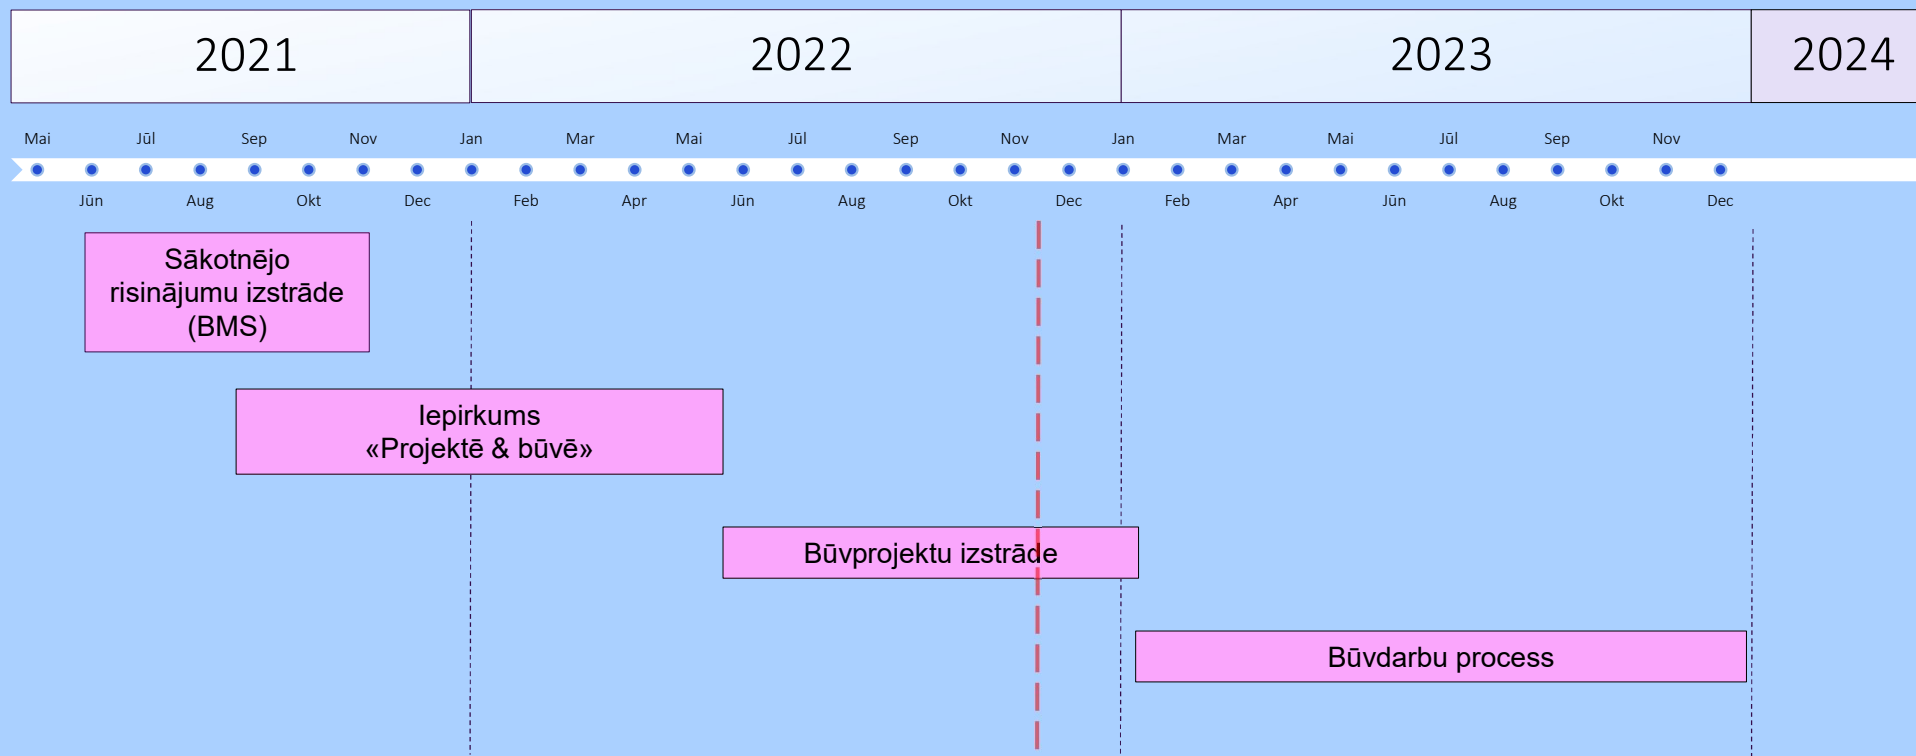 2021 2022 2023 2024
Mai Jūl Sep Nov Jan Mar Mai Jūl Sep Nov Jan Mar Mai Jūl Sep Nov
Jūn Aug Okt Dec Feb Apr Jūn Aug Okt Dec Feb Apr Jūn Aug Okt Dec
Sākotnējo
risinājumu izstrāde
(BMS)
Iepirkums
«Projektē & būvē»
Būvprojektu izstrāde
Būvdarbu process